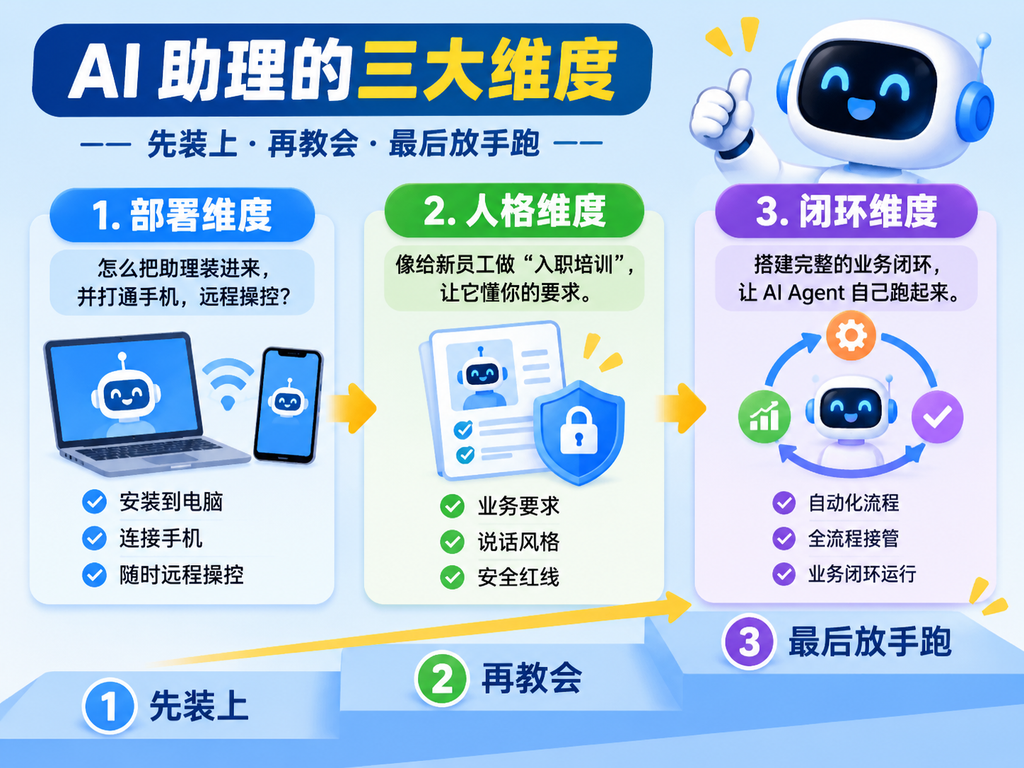 AI 助理的三大维度
先装上·再教会·最后放手跑
1. 部署维度
怎么把助理装进来，
并打通手机，远程操控？
安装到电脑
连接手机
随时远程操控
2. 人格维度
像给新员工做“入职培训”，
让它懂你的要求。
业务要求
说话风格
安全红线
3. 闭环维度
搭建完整的业务闭环，
让 AI Agent 自己跑起来。
自动化流程
全流程接管
业务闭环运行
1 先装上
2 再教会
3 最后放手跑